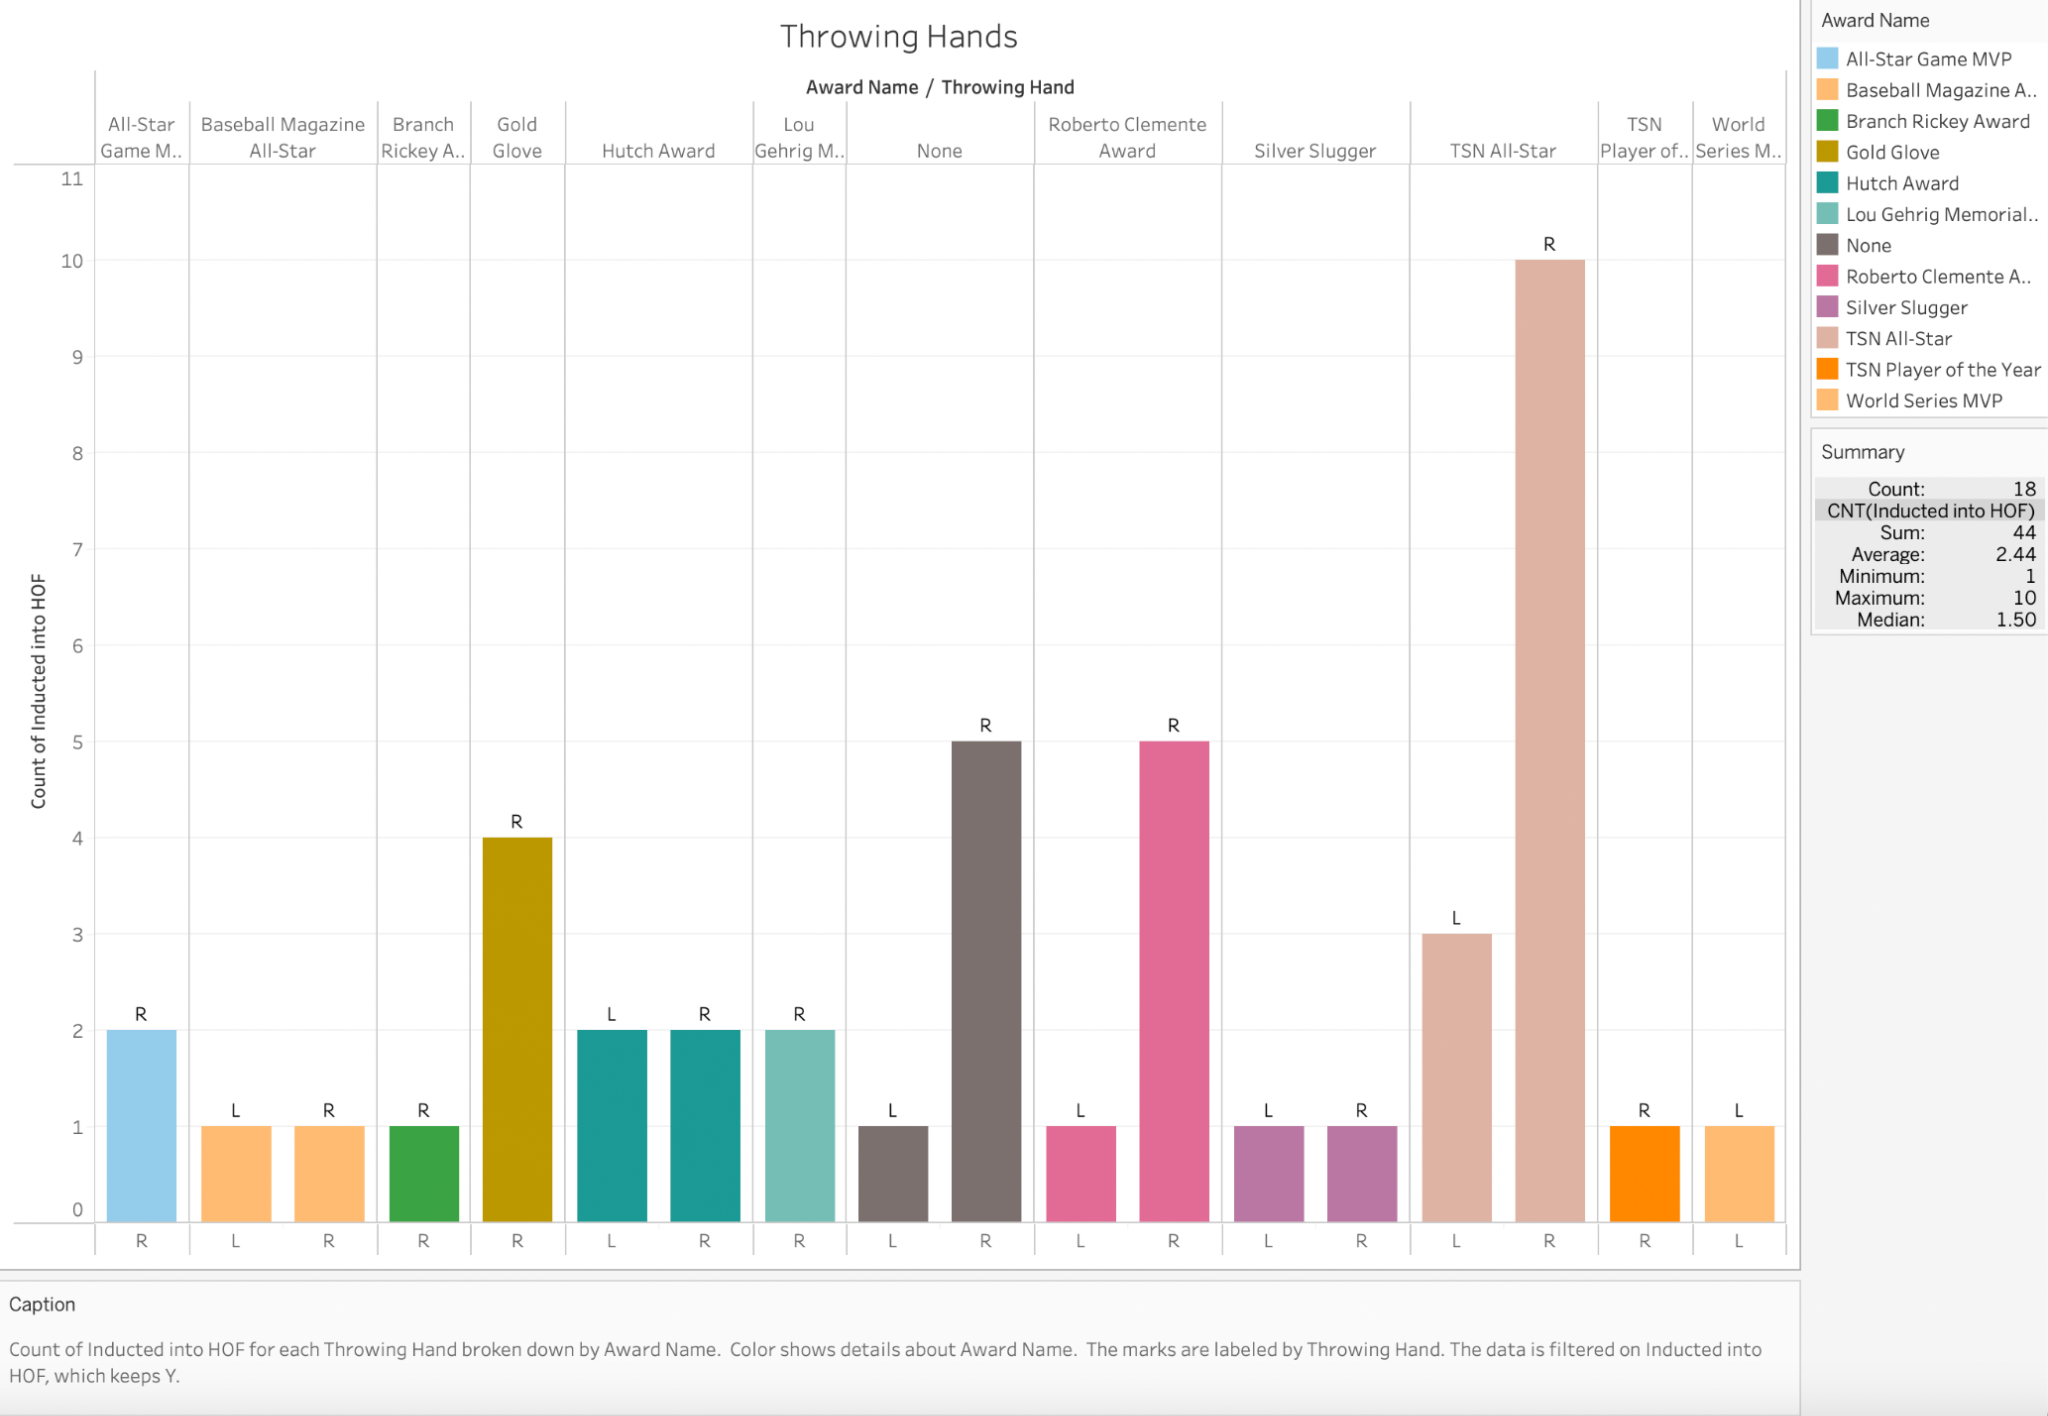 Throwing Hands
Award Name / Throwing Hand
All-Star
Game M..
Baseball Magazine
All-Star
Branch
Rickey A..
Gold
Glove
Hutch Award
Lou
Gehrig M..
None
Roberto Clemente
Award
Silver Slugger
TSN All-Star
TSN
Player of..
World
Series M..
Count of Inducted into HOF
11
10
9
8
7
6
5
4
3
2
1
0
R
L
R
R
R
L
R
R
L
R
L
R
L
R
L
R
R
L
R
L
R
R
R
L
R
R
L
R
L
R
L
R
L
R
R
L
Award Name
All-Star Game MVP
Baseball Magazine A..
Branch Rickey Award
Gold Glove
Hutch Award
Lou Gehrig Memorial..
None
Roberto Clemente A..
Silver Slugger
TSN All-Star
TSN Player of the Year
World Series MVP
Summary
Count: 18
CNT(Inducted into HOF)
Sum: 44
Average: 2.44
Minimum: 1
Maximum: 10
Median: 1.50
Caption
Count of Inducted into HOF for each Throwing Hand broken down by Award Name.  Color shows details about Award Name.  The marks are labeled by Throwing Hand. The data is filtered on Inducted into
HOF, which keeps Y.